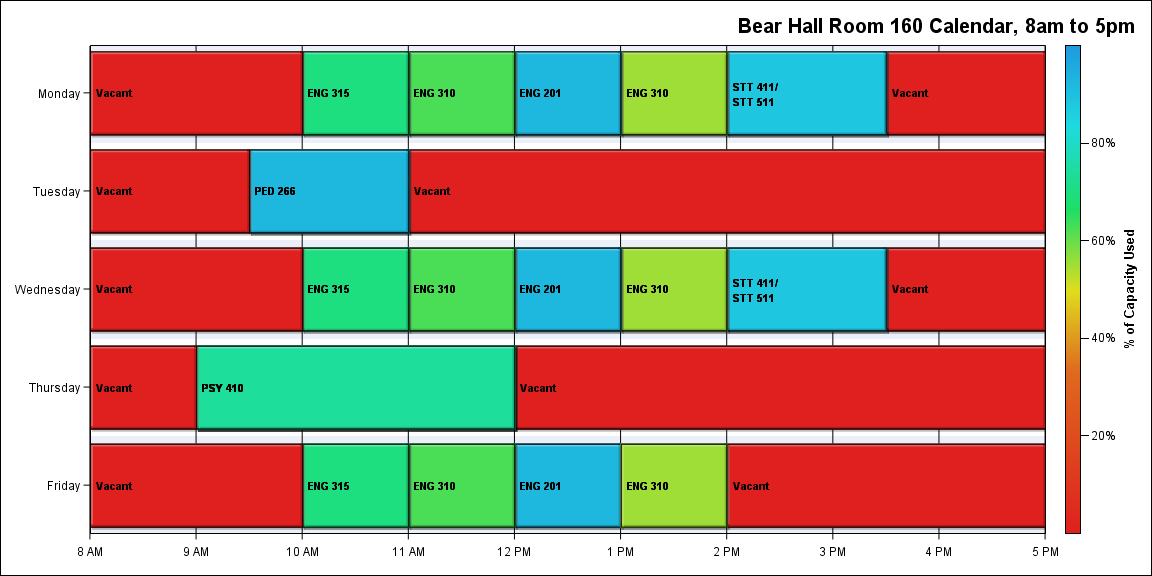 Bear Hall Room 160 Calendar, 8am to 5pm
Monday
Vacant
ENG 315
ENG 310
ENG 201
ENG 310
STT 411/
STT 511
Vacant
Tuesday
Vacant
PED 266
Vacant
Wednesday
Vacant
ENG 315
ENG 310
ENG 201
ENG 310
STT 411/
STT 511
Vacant
Thursday
Vacant
PSY 410
Vacant
Friday
Vacant
ENG 315
ENG 310
ENG 201
ENG 310
Vacant
8 AM
9 AM
10 AM
11 AM
12 PM
1 PM
2 PM
3 PM
4 PM
5 PM
80%
60%
40%
20%
% of Capacity Used